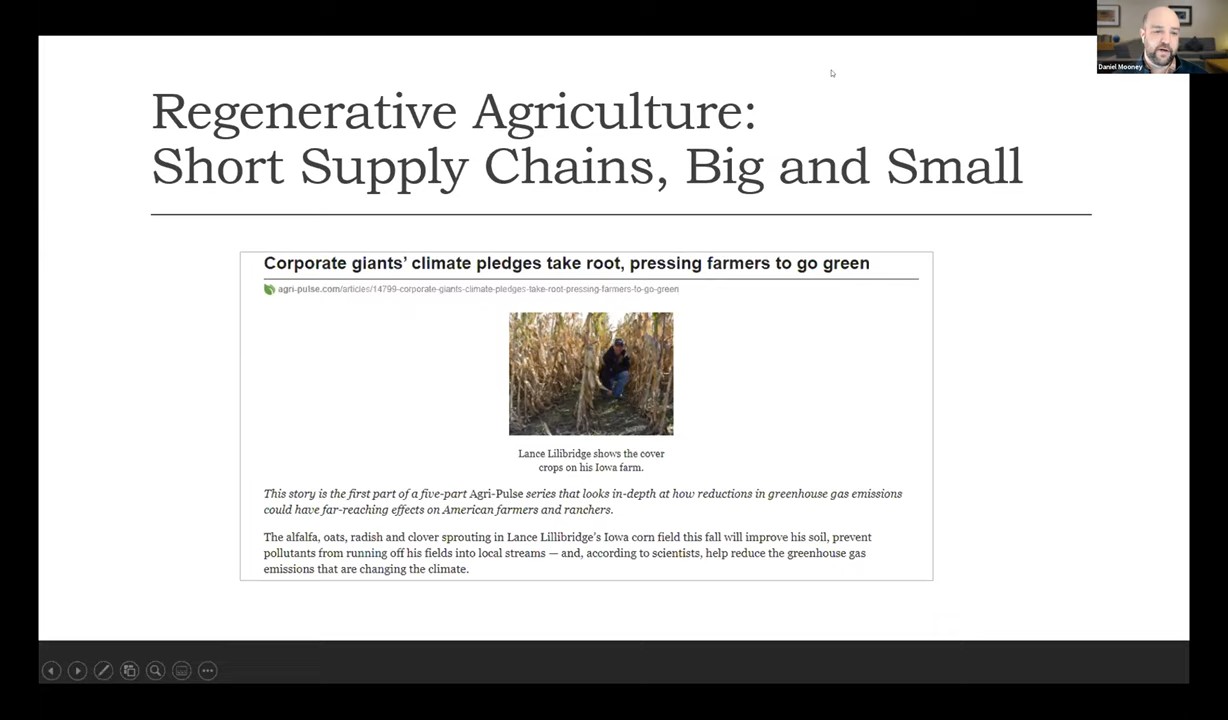 Daniel Mooney
Regenerative Agriculture:
Short Supply Chains, Big and Small
Corporate giants' climate pledges take root, pressing farmers to go green
agri-pulse.com/articles/14799-corporate-giants-climate-pledges-take-root-pressing-farmers-to-go-green
Lance Lilibridge shows the cover
crops on his Iowa farm.
This story is the first part of a five-part Agri-Pulse series that looks in-depth at how reductions in greenhouse gas emissions
could have far-reaching effects on American farmers and ranchers.
The alfalfa, oats, radish and clover sprouting in Lance Lillibridge's Iowa corn field this fall will improve his soil, prevent
pollutants from running off his fields into local streams — and, according to scientists, help reduce the greenhouse gas
emissions that are changing the climate.